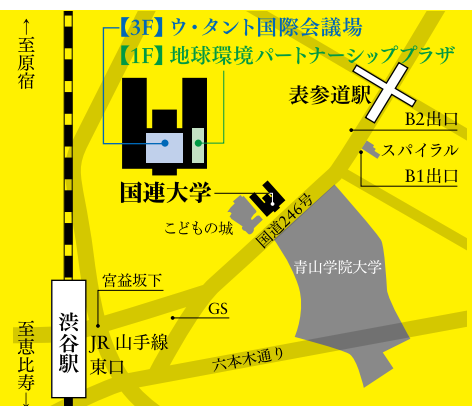 ↑至原宿
【3F】ウ・タント国際会議場
【1F】地球環境パートナーシッププラザ
表参道駅
B2出口
スパイラル
B1出口
国連大学
こどもの城
国道246号
青山学院大学
宮益坂下
GS
渋谷駅
JR 山手線
東口
六本木通り
至恵比寿↓